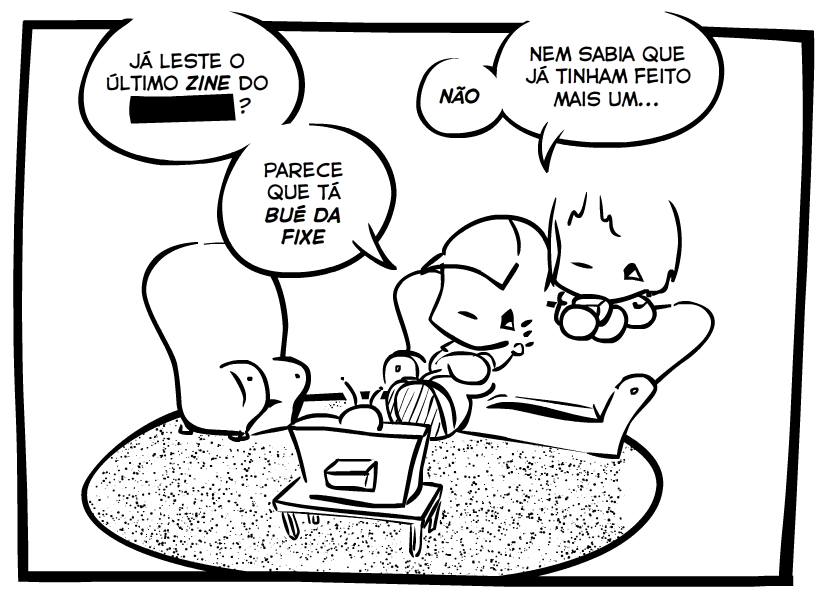 JÁ LESTE O
ÚLTIMO ZINE DO
?
PARECE
QUE TÁ
BUÉ DA
FIXE
NÃO
NEM SABIA QUE
JÁ TINHAM FEITO
MAIS UM...